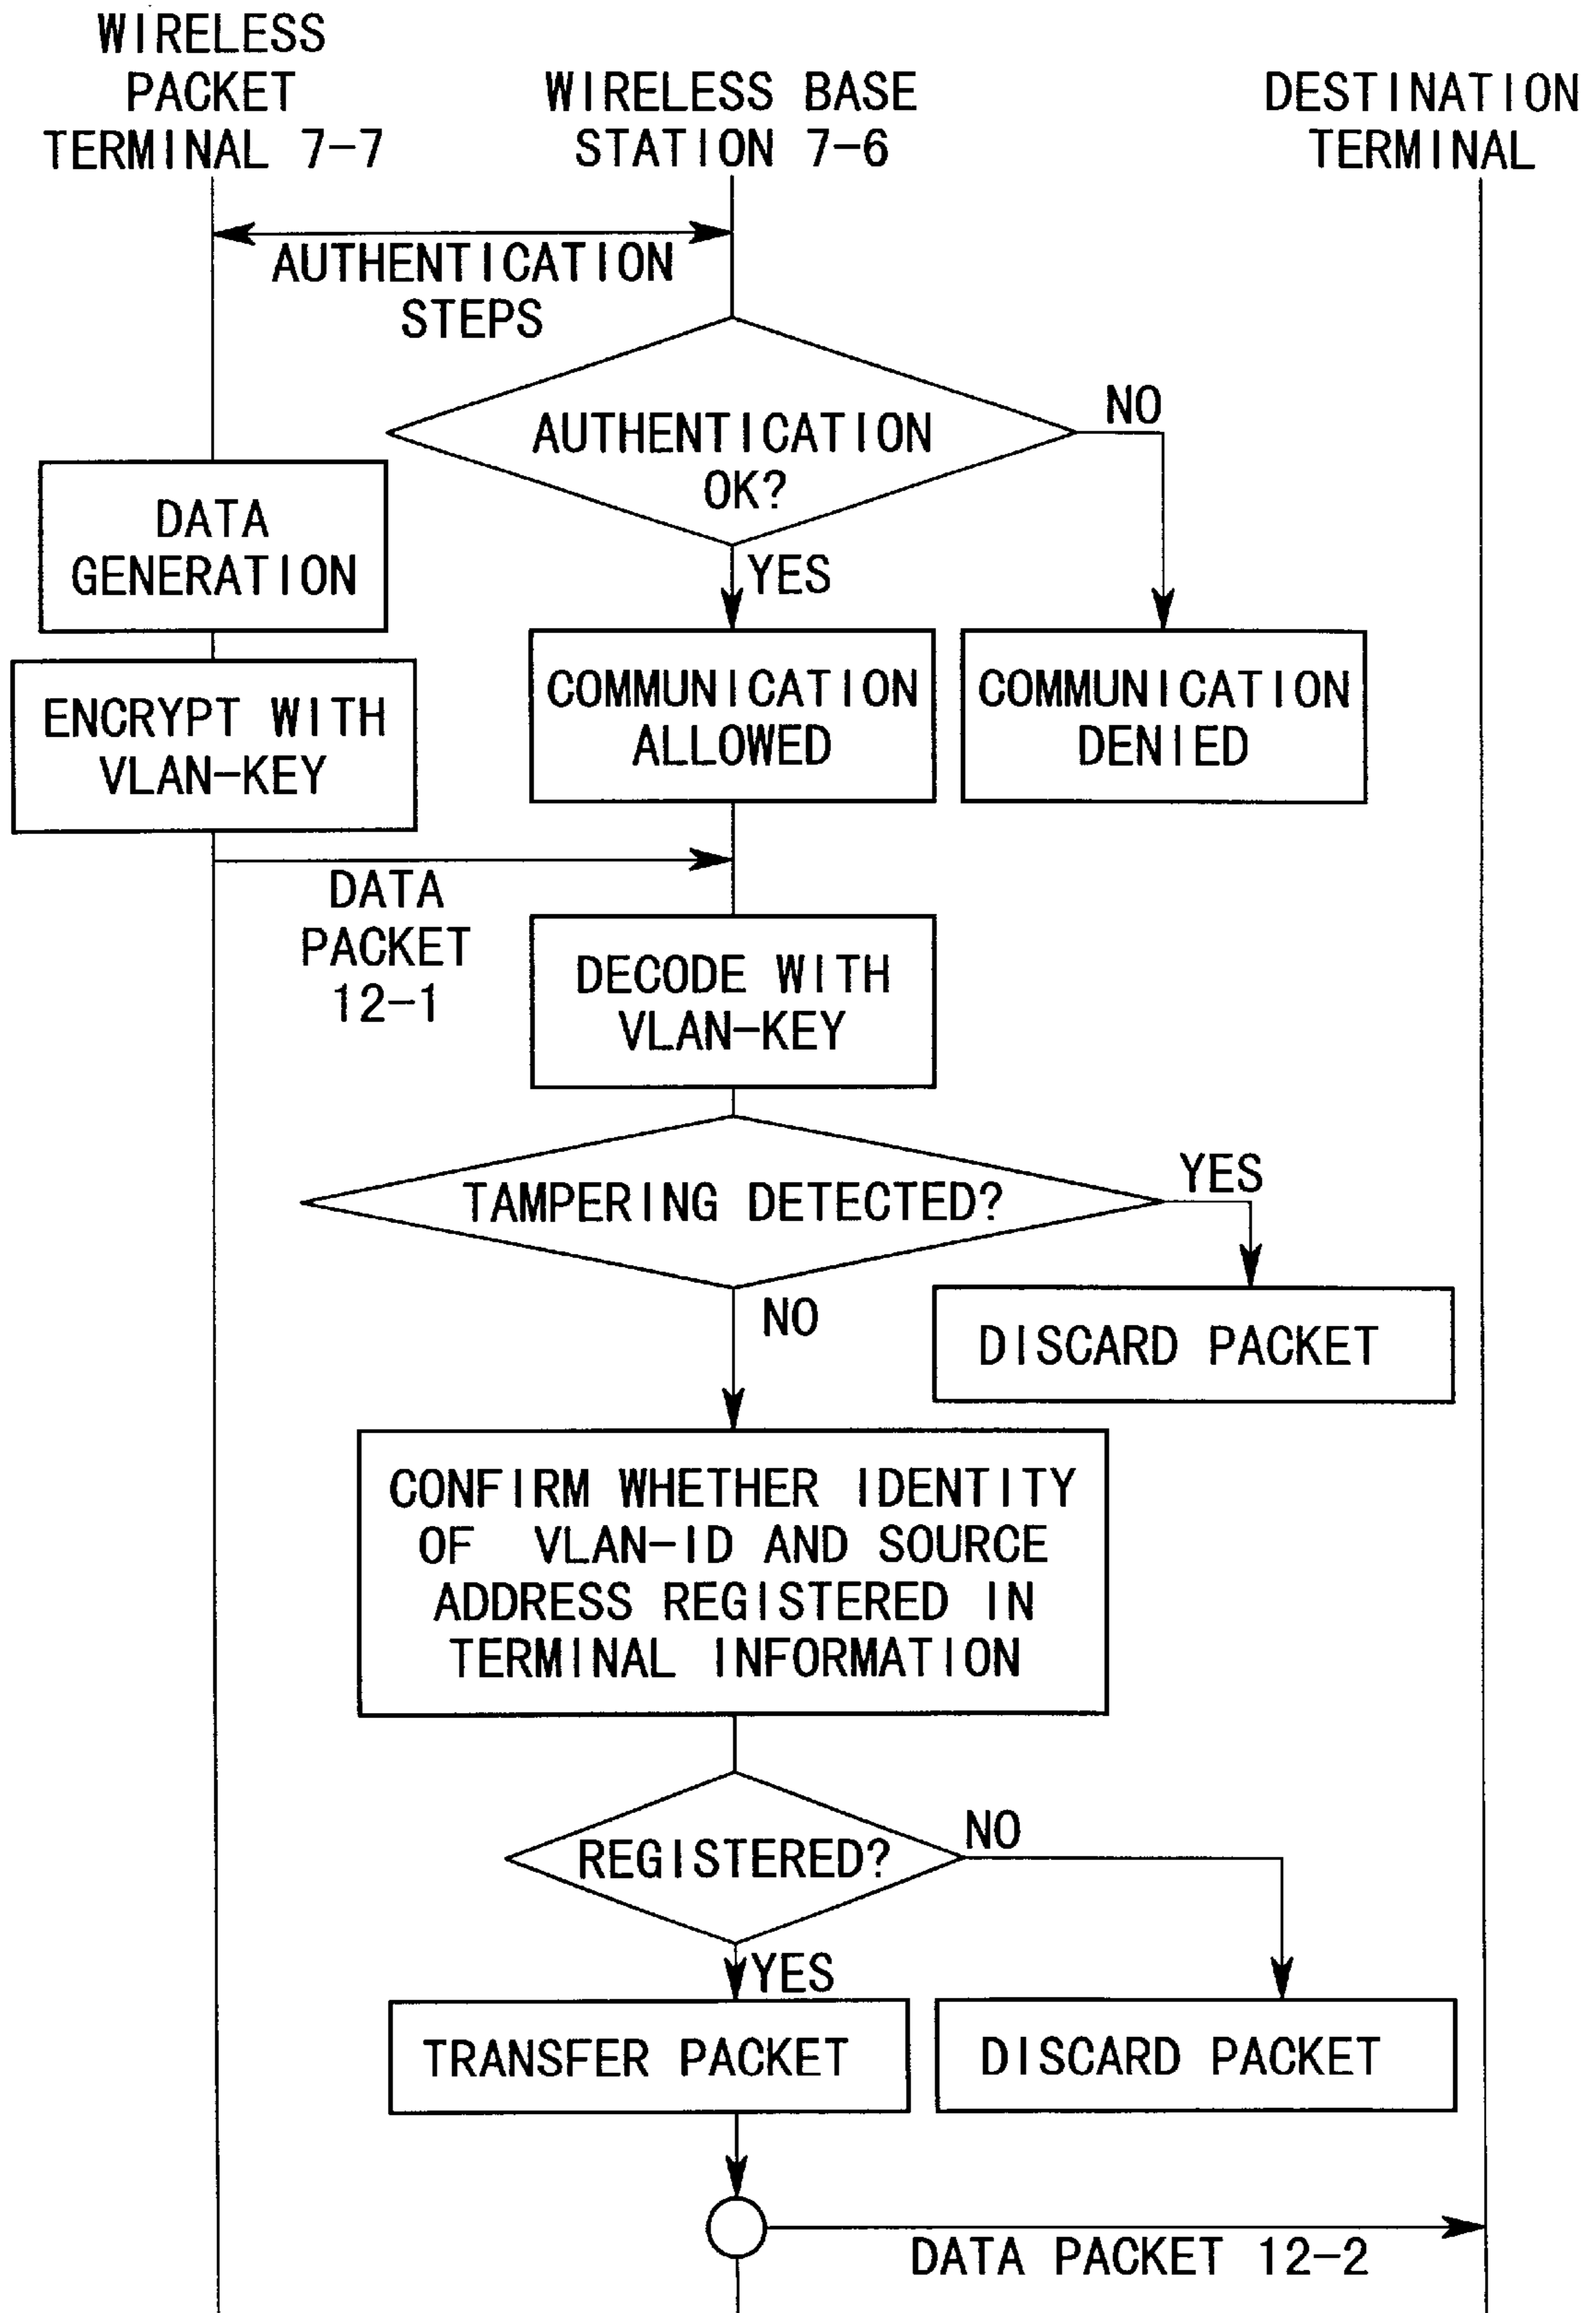 WIRELESS
PACKET
TERMINAL 7-7
WIRELESS BASE
STATION 7-6
DESTINATION
TERMINAL
AUTHENTICATION
STEPS
AUTHENTICATION
OK?
NO
YES
DATA
GENERATION
ENCRYPT WITH
VLAN-KEY
COMMUNICATION
ALLOWED
COMMUNICATION
DENIED
DATA
PACKET
12-1
DECODE WITH
VLAN-KEY
TAMPERING DETECTED?
YES
NO
DISCARD PACKET
CONFIRM WHETHER IDENTITY
OF VLAN-ID AND SOURCE
ADDRESS REGISTERED IN
TERMINAL INFORMATION
REGISTERED?
NO
YES
TRANSFER PACKET
DISCARD PACKET
DATA PACKET 12-2